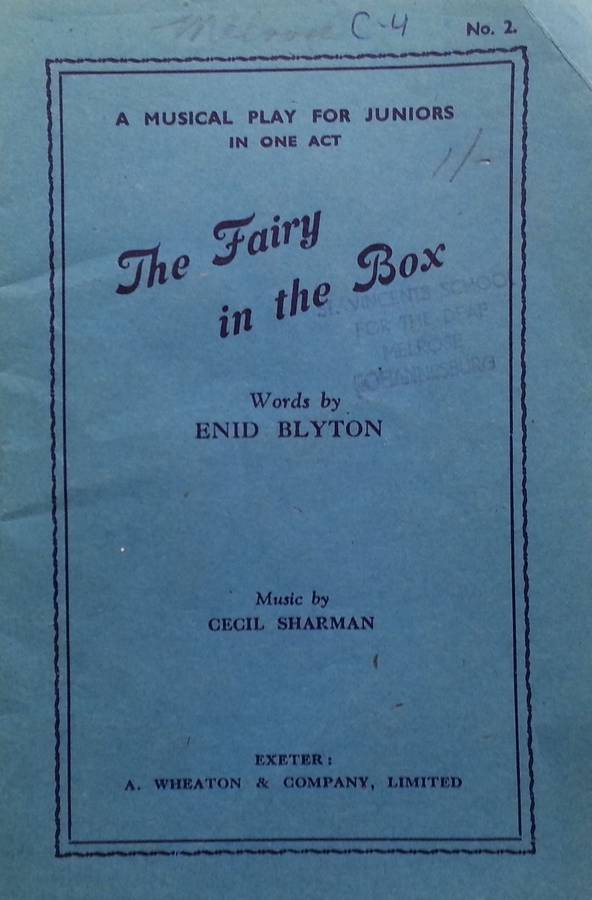 Melrose C-4
No. 2.
A MUSICAL PLAY FOR JUNIORS
IN ONE ACT
1/-
The Fairy
in the Box
ST. VINCENTS SCHOOL
FOR THE DEAF
MELROSE
JOHANNESBURG
Words by
ENID BLYTON
Music by
CECIL SHARMAN
EXETER:
A. WHEATON & COMPANY, LIMITED